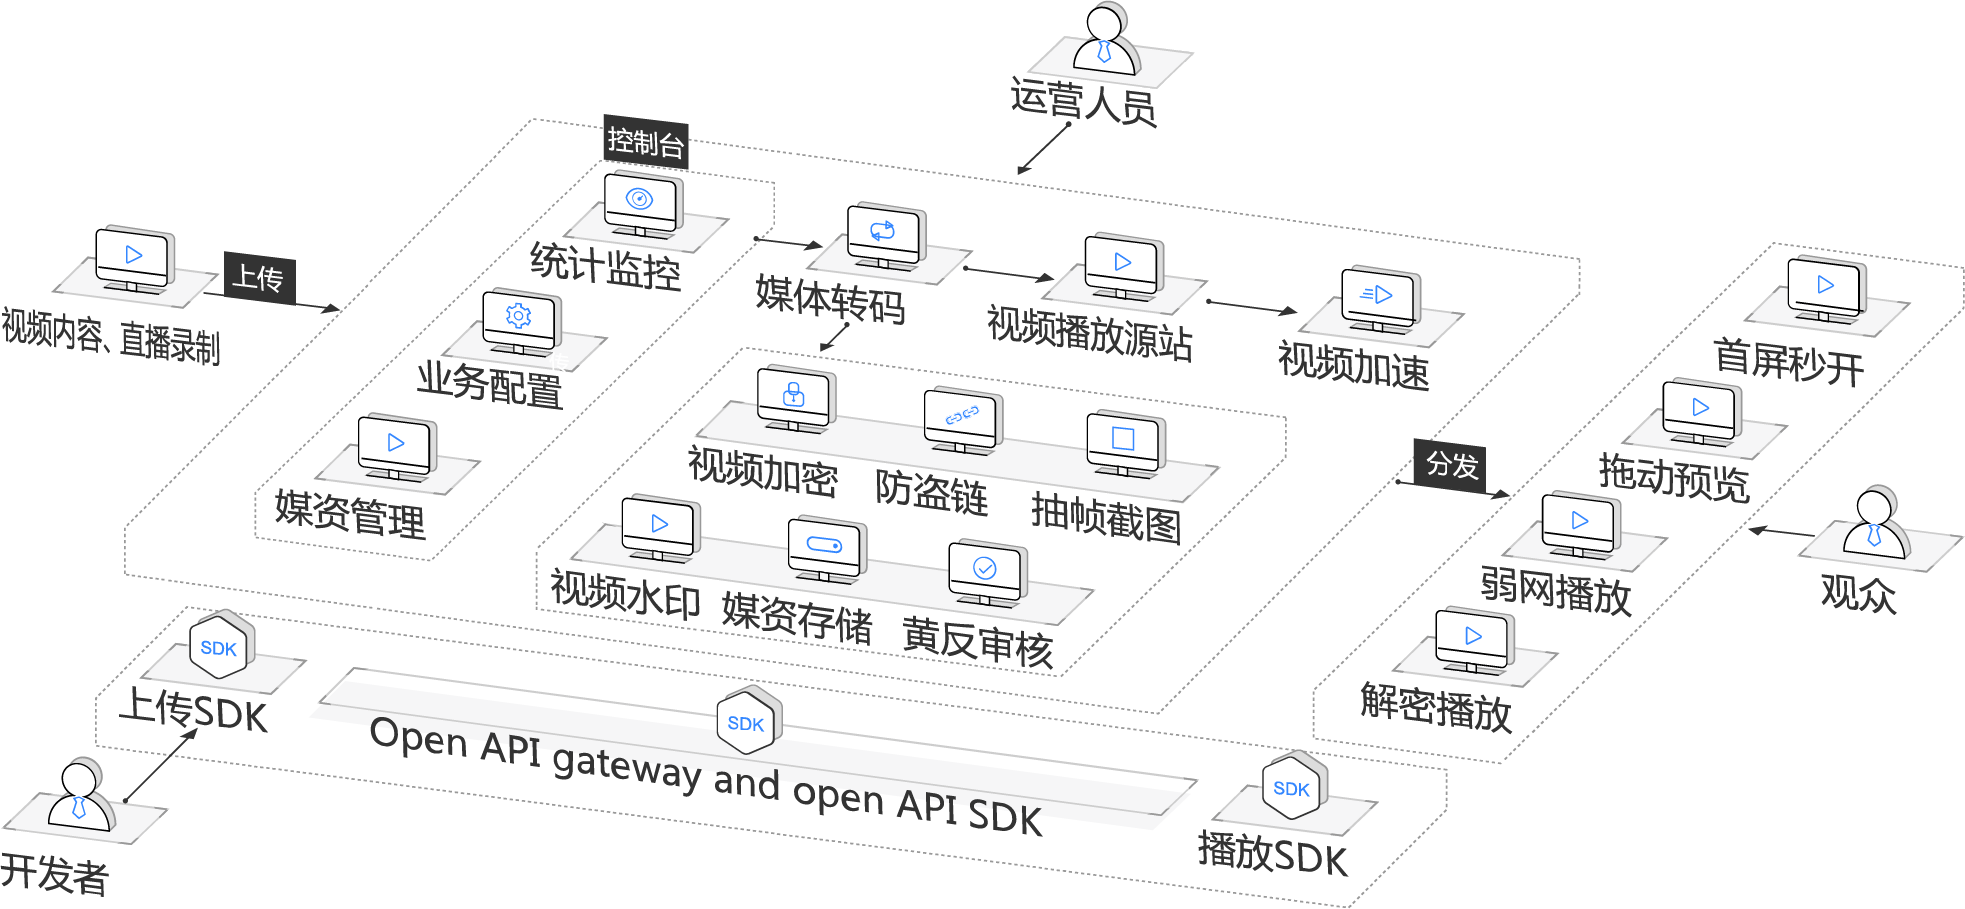 运营人员
控制台
统计监控
上传
视频内容、直播录制
媒体转码
视频播放源站
视频加速
业务配置
媒资管理
视频加密
防盗链
抽帧截图
视频水印
媒资存储
黄反审核
分发
首屏秒开
拖动预览
弱网播放
解密播放
观众
SDK
上传SDK
SDK
Open API gateway and open API SDK
SDK
播放SDK
开发者